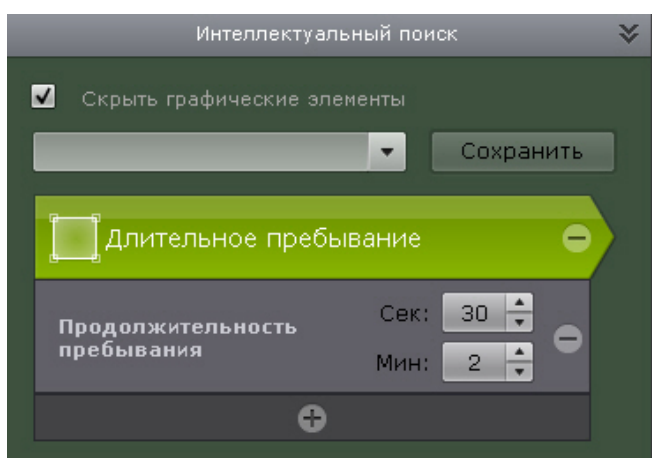 Интеллектуальный поиск
Скрыть графические элементы
Сохранить
Длительное пребывание
Продолжительность
пребывания
Сек: 30
Мин: 2